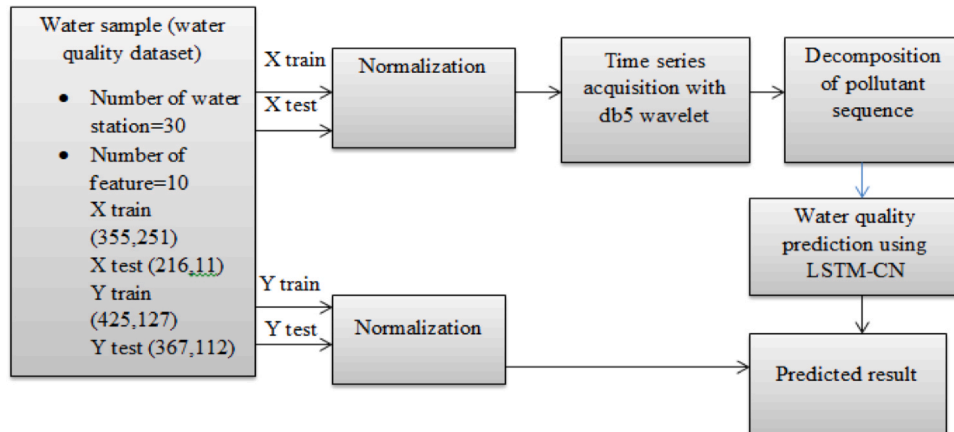 Water sample (water
quality dataset)
• Number of water
station=30
• Number of
feature=10
X train
(355,251)
X test (216,11)
Y train
(425,127)
Y test (367,112)
X train
X test
Normalization
Time series
acquisition with
db5 wavelet
Decomposition
of pollutant
sequence
Water quality
prediction using
LSTM-CN
Y train
Y test
Normalization
Predicted result